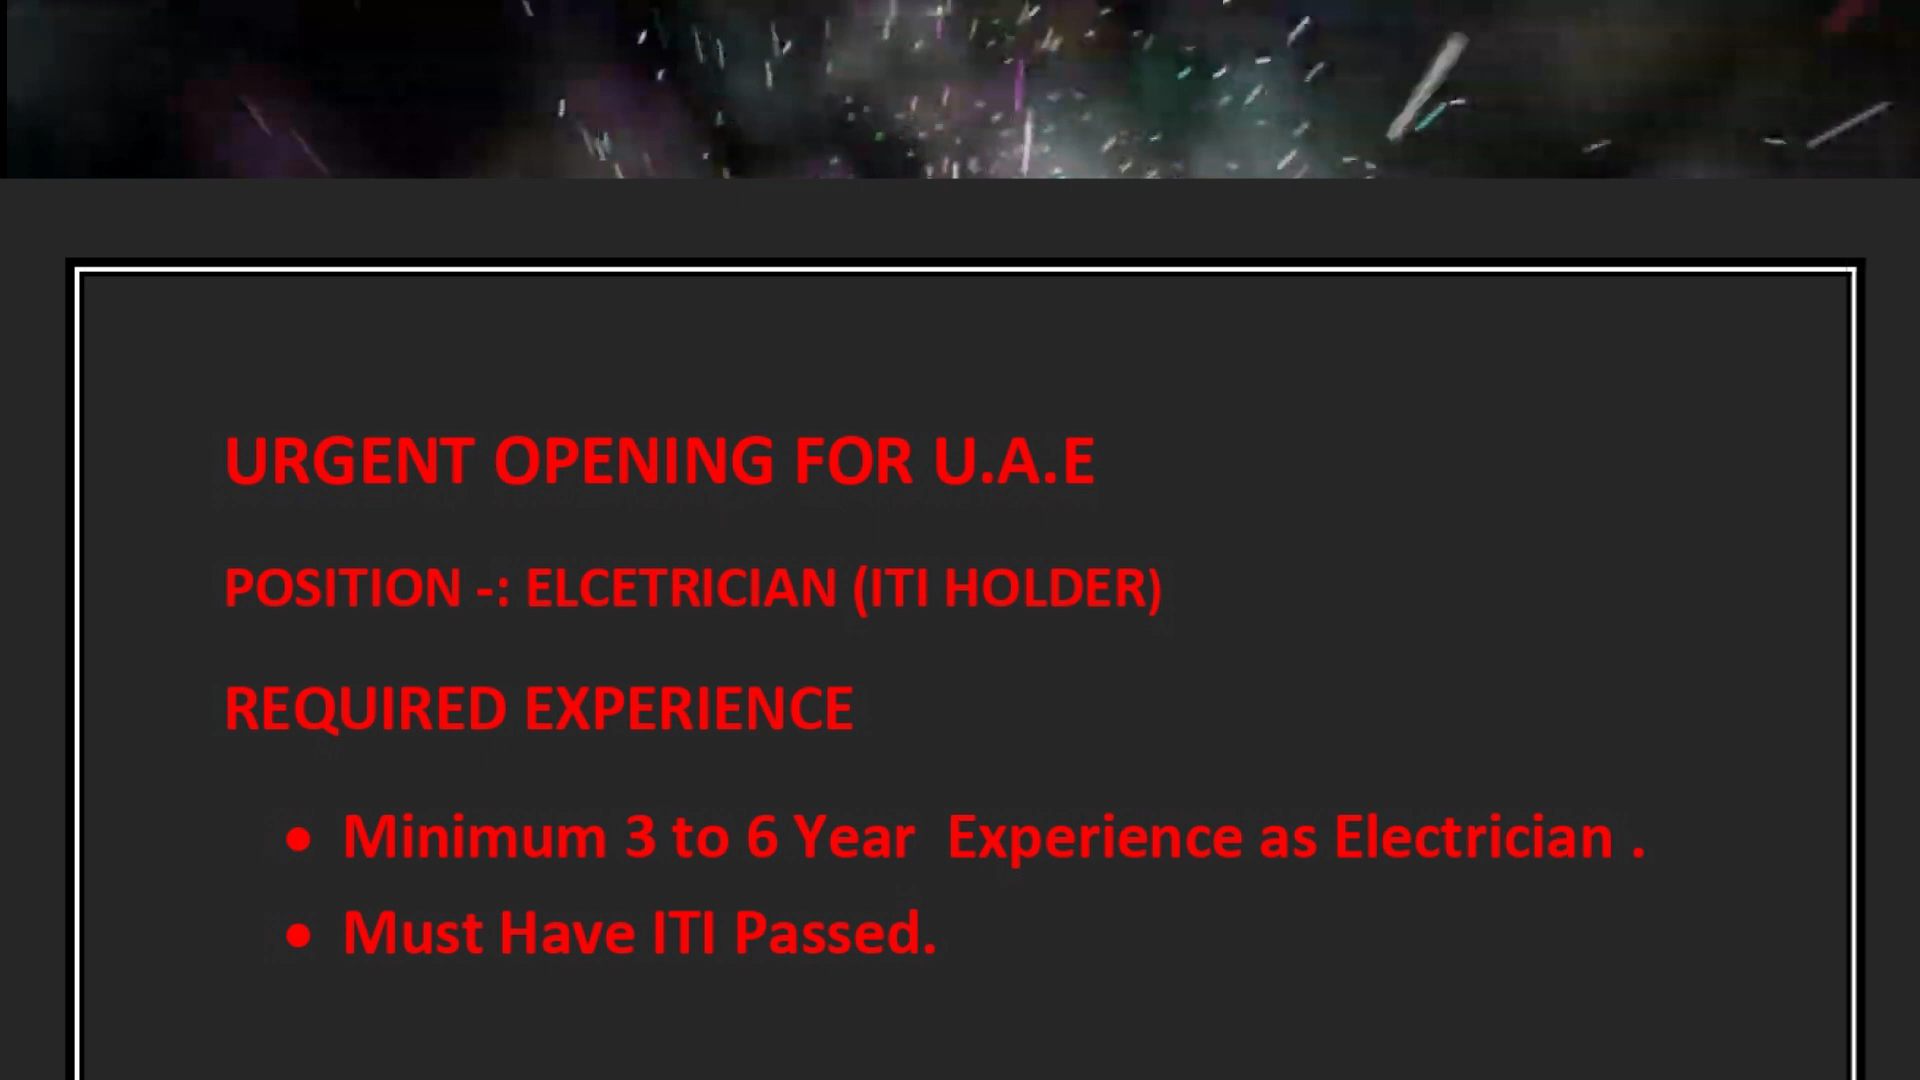 URGENT OPENING FOR U.A.E
POSITION -: ELCETRICIAN (ITI HOLDER)
REQUIRED EXPERIENCE
• Minimum 3 to 6 Year  Experience as Electrician .
• Must Have ITI Passed.